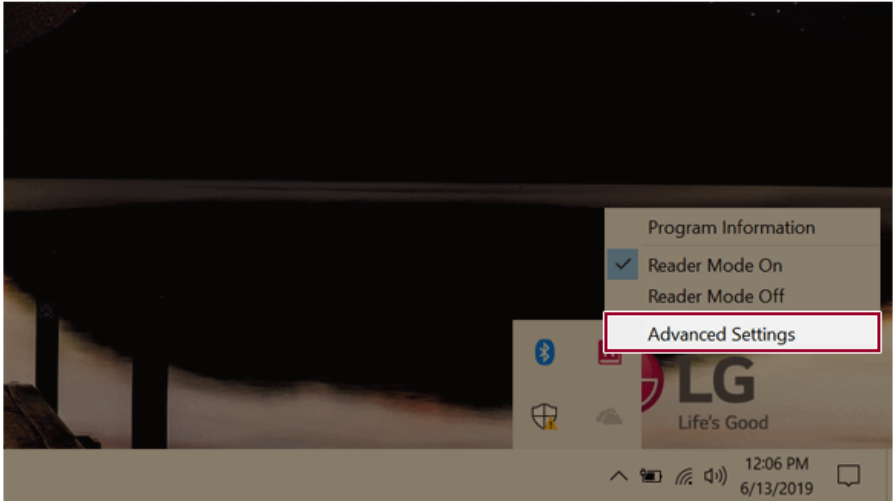 Program Information
Reader Mode On
Reader Mode Off
Advanced Settings
LG
Life's Good
12:06 PM
6/13/2019